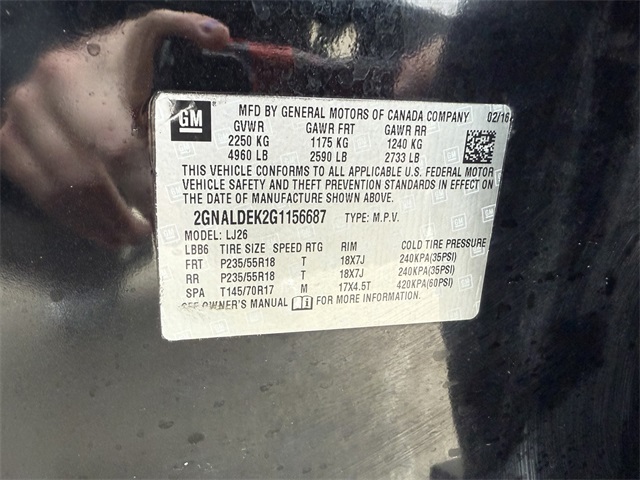 GM
MFD BY GENERAL MOTORS OF CANADA COMPANY 02/16
GVWR GAWR FRT GAWR RR
2250 KG 1175 KG 1240 KG
4960 LB 2590 LB 2733 LB
THIS VEHICLE CONFORMS TO ALL APPLICABLE U.S. FEDERAL MOTOR
VEHICLE SAFETY AND THEFT PREVENTION STANDARDS IN EFFECT ON
THE DATE OF MANUFACTURE SHOWN ABOVE.
2GNALDEK2G1156687 TYPE: M.P.V.
MODEL: LJ26
LBB6 TIRE SIZE SPEED RTG RIM COLD TIRE PRESSURE
FRT P235/55R18 T 18X7J 240KPA(35PSI)
RR P235/55R18 T 18X7J 240KPA(35PSI)
SPA T145/70R17 M 17X4.5T 420KPA(60PSI)
SEE OWNER'S MANUAL FOR MORE INFORMATION.